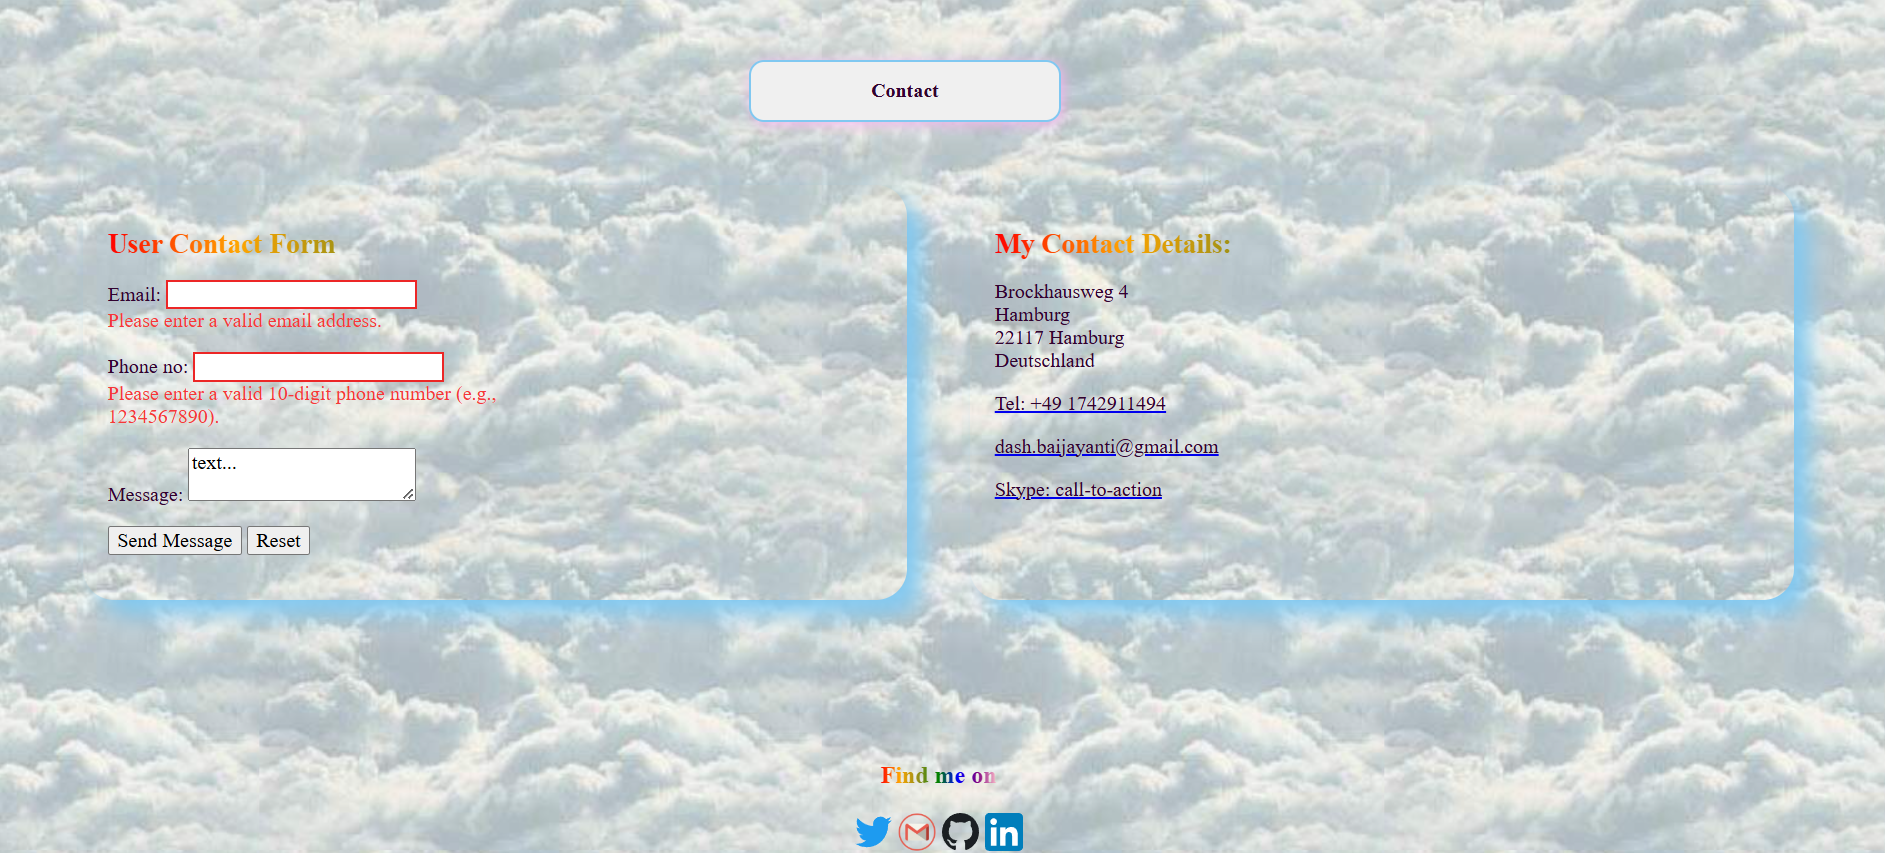 Contact
User Contact Form
Email:
Please enter a valid email address.
Phone no:
Please enter a valid 10-digit phone number (e.g.,
1234567890).
text...
Message:
Send Message Reset
My Contact Details:
Brockhausweg 4
Hamburg
22117 Hamburg
Deutschland
Tel: +49 1742911494
dash.baijayanti@gmail.com
Skype: call-to-action
Find me on
in